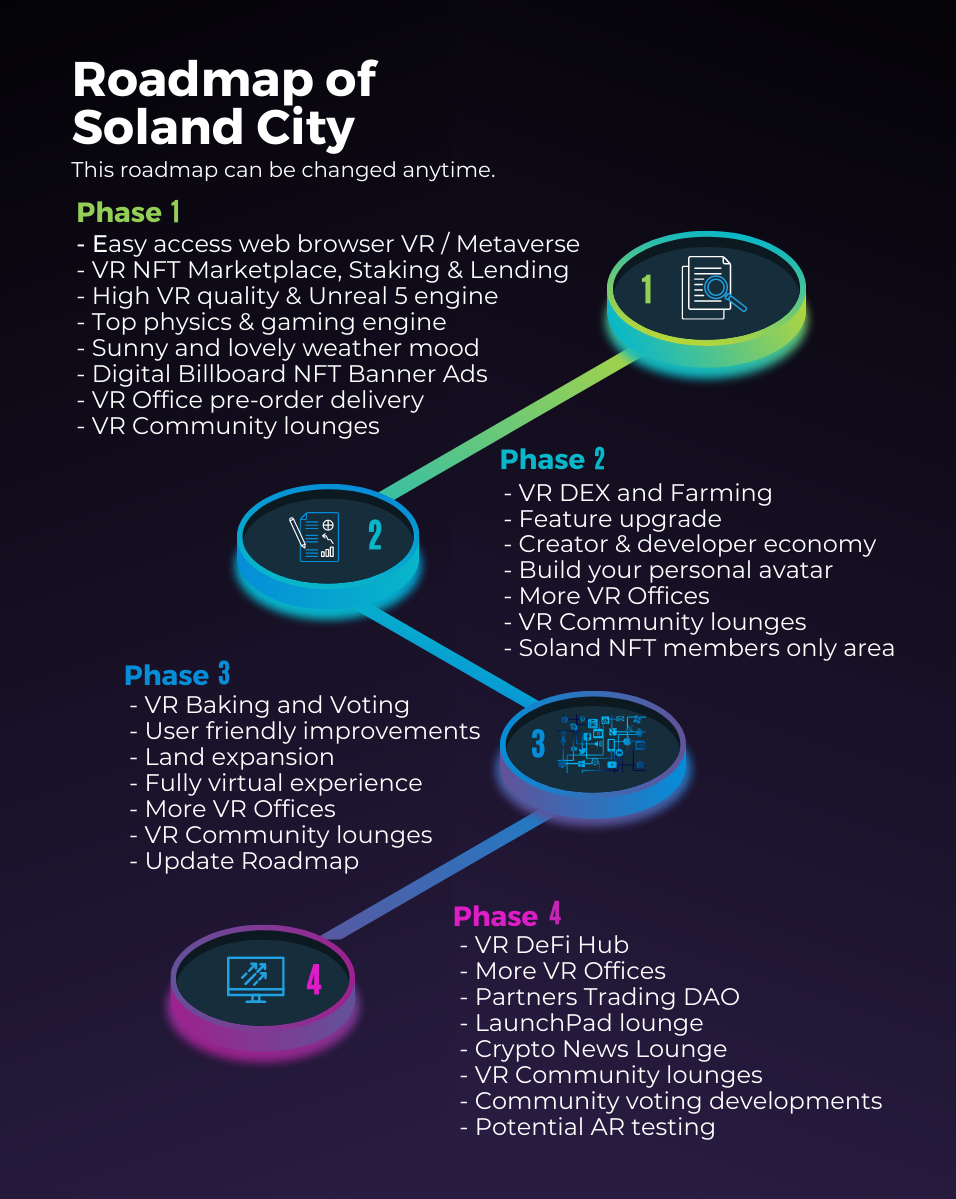 Roadmap of
Soland City
This roadmap can be changed anytime.
Phase 1
- Easy access web browser VR / Metaverse
- VR NFT Marketplace, Staking & Lending
- High VR quality & Unreal 5 engine
- Top physics & gaming engine
- Sunny and lovely weather mood
- Digital Billboard NFT Banner Ads
- VR Office pre-order delivery
- VR Community lounges
1
Phase 2
- VR DEX and Farming
- Feature upgrade
- Creator & developer economy
- Build your personal avatar
- More VR Offices
- VR Community lounges
- Soland NFT members only area
2
Phase 3
- VR Baking and Voting
- User friendly improvements
- Land expansion
- Fully virtual experience
- More VR Offices
- VR Community lounges
- Update Roadmap
3
Phase 4
- VR DeFi Hub
- More VR Offices
- Partners Trading DAO
- LaunchPad lounge
- Crypto News Lounge
- VR Community lounges
- Community voting developments
- Potential AR testing
4